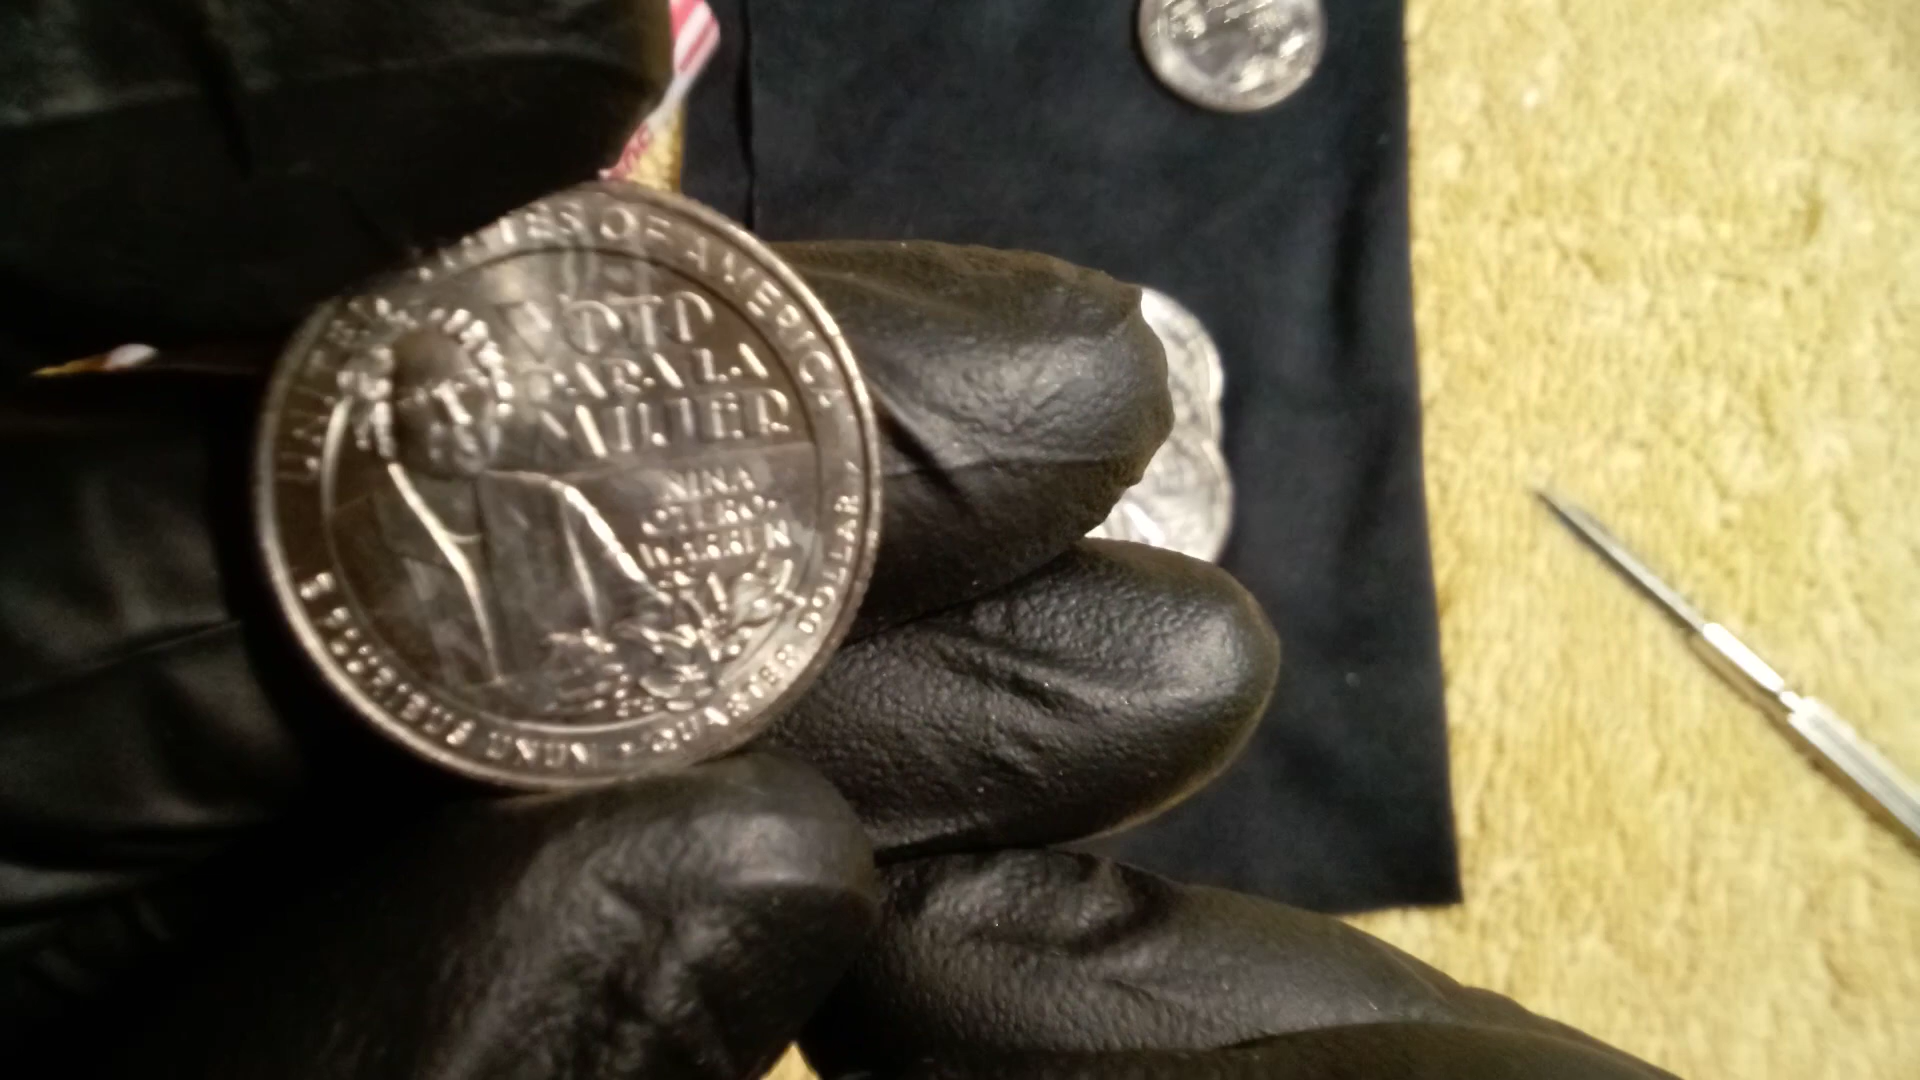 UNITED STATES OF AMERICA
VOTO
PARA LA
MUJER
NINA
OTERO-
WARREN
E PLURIBUS UNUM • QUARTER DOLLAR